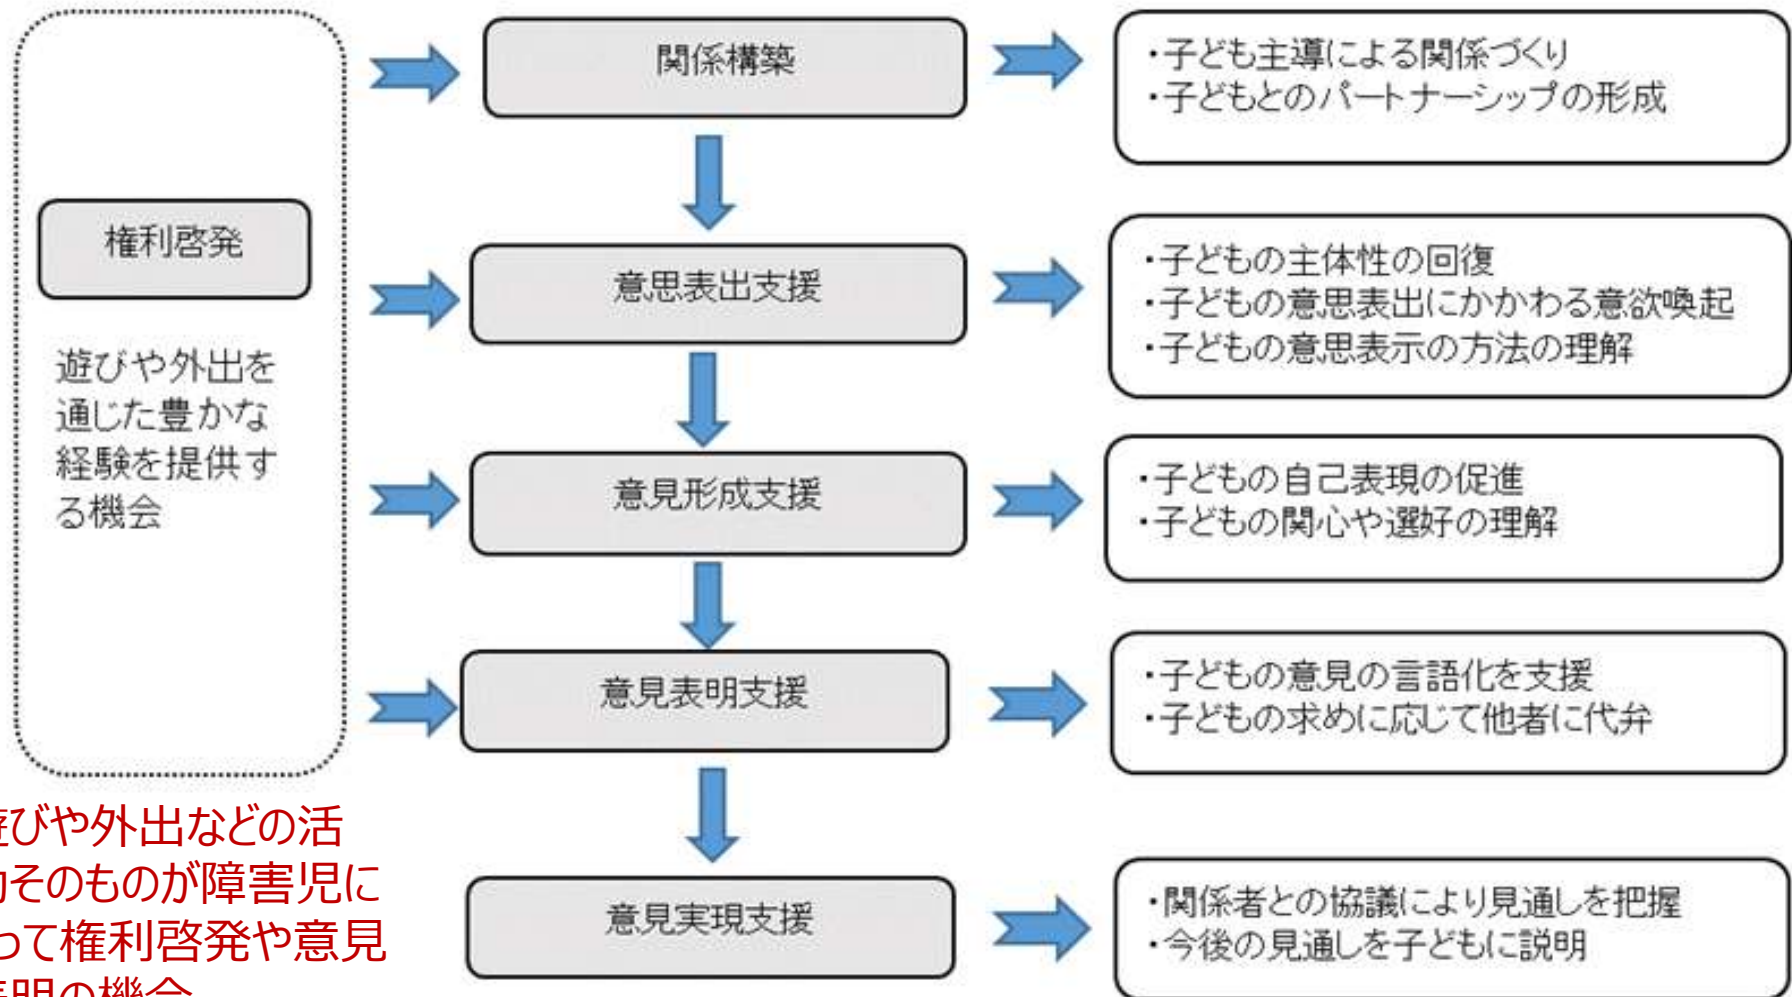 権利啓発
遊びや外出を
通じた豊かな
経験を提供す
る機会
関係構築
・子ども主導による関係づくり
・子どもとのパートナーシップの形成
意思表出支援
・子どもの主体性の回復
・子どもの意思表出にかかわる意欲喚起
・子どもの意思表示の方法の理解
意見形成支援
・子どもの自己表現の促進
・子どもの関心や選好の理解
意見表明支援
・子どもの意見の言語化を支援
・子どもの求めに応じて他者に代弁
意見実現支援
・関係者との協議により見通しを把握
・今後の見通しを子どもに説明
遊びや外出などの活
そのものが障害児に
って権利啓発や意見
表明の機会